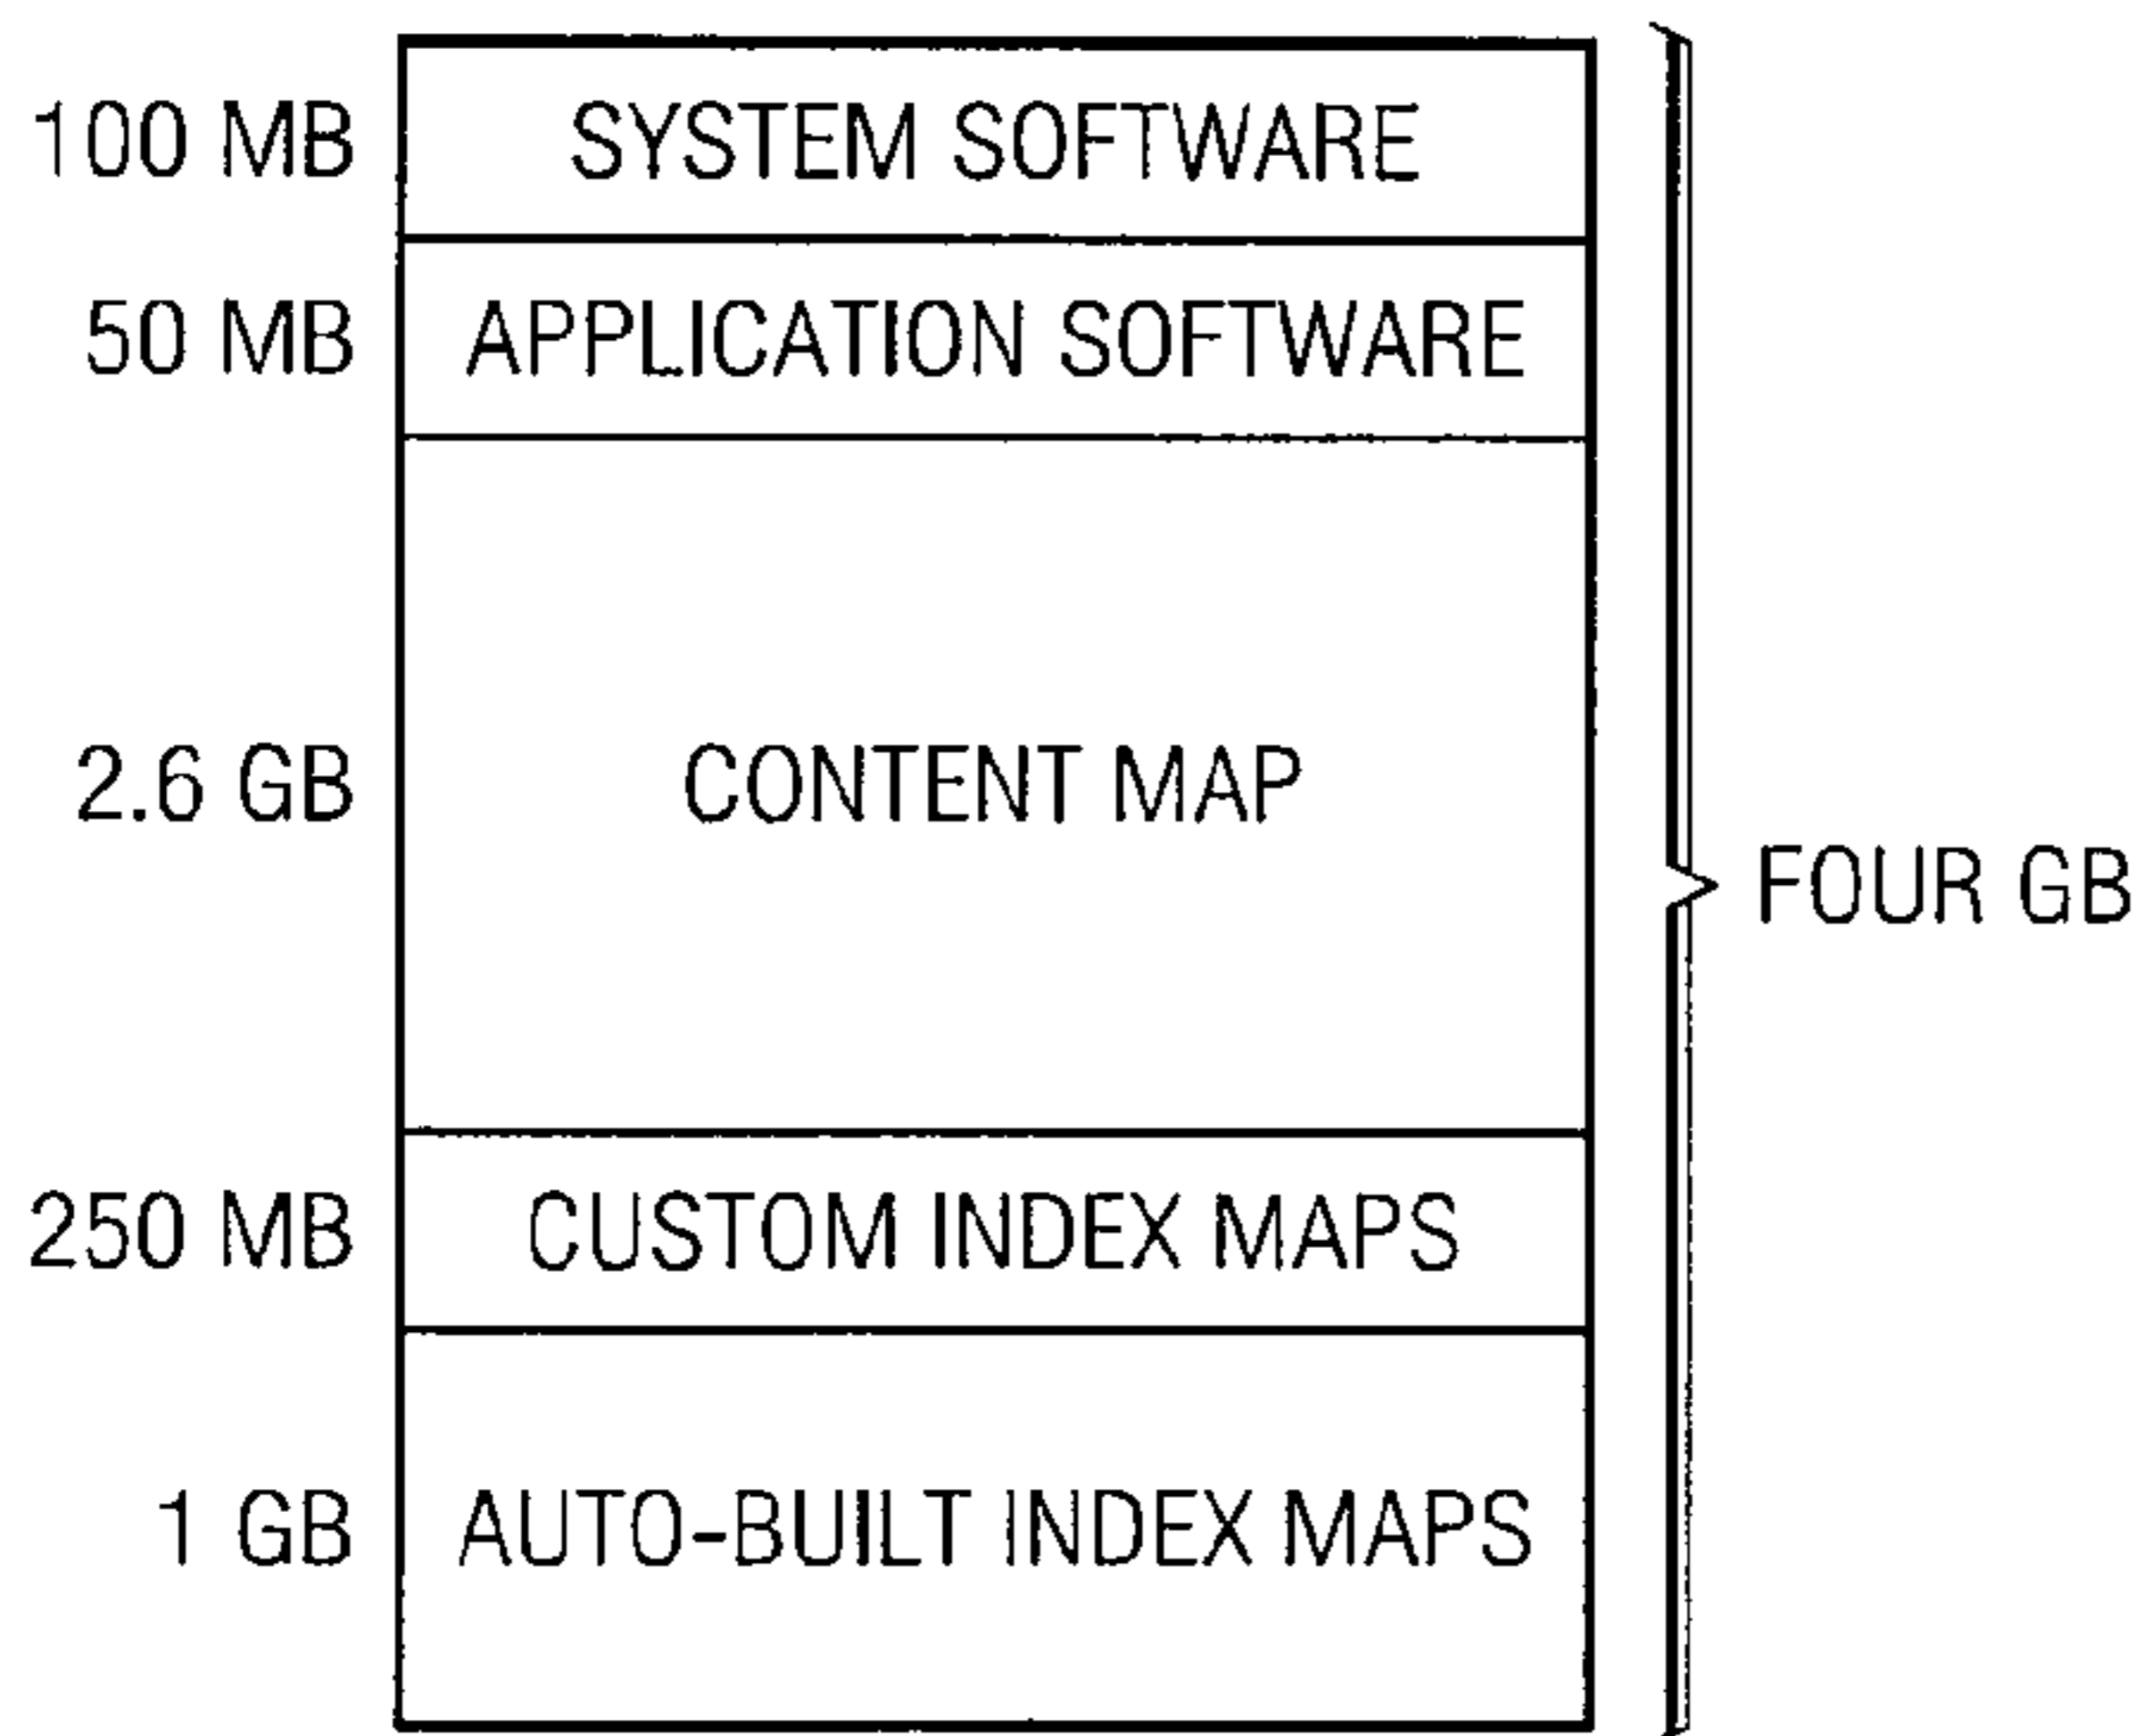 100 MB SYSTEM SOFTWARE
50 MB APPLICATION SOFTWARE
2.6 GB CONTENT MAP
FOUR GB
250 MB CUSTOM INDEX MAPS
1 GB AUTO-BUILT INDEX MAPS